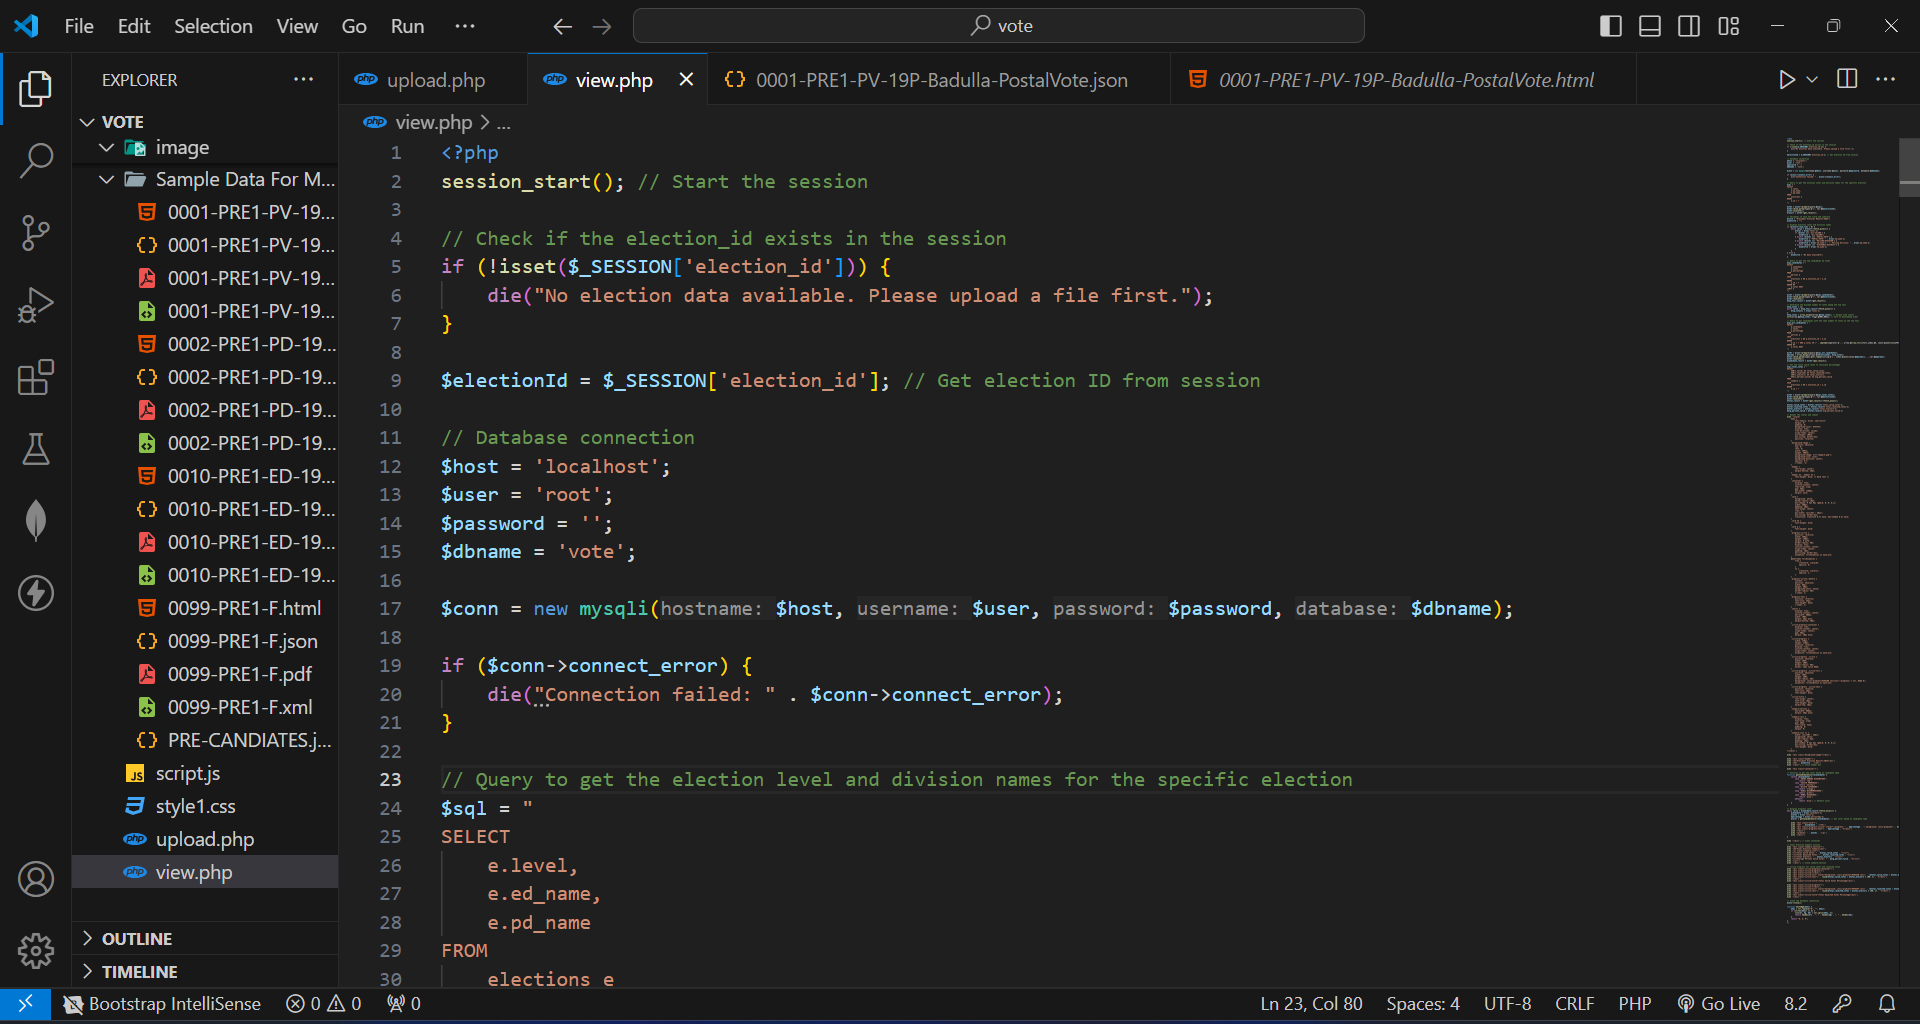 File Edit Selection View Go Run ··· vote
EXPLORER ···
VOTE
image
Sample Data For M...
0001-PRE1-PV-19...
0001-PRE1-PV-19...
0001-PRE1-PV-19...
0001-PRE1-PV-19...
0002-PRE1-PD-19...
0002-PRE1-PD-19...
0002-PRE1-PD-19...
0002-PRE1-PD-19...
0010-PRE1-ED-19...
0010-PRE1-ED-19...
0010-PRE1-ED-19...
0010-PRE1-ED-19...
0099-PRE1-F.html
0099-PRE1-F.json
0099-PRE1-F.pdf
0099-PRE1-F.xml
PRE-CANDIATES.j...
JS script.js
style1.css
php upload.php
php view.php
OUTLINE
TIMELINE
php upload.php php view.php {} 0001-PRE1-PV-19P-Badulla-PostalVote.json 0001-PRE1-PV-19P-Badulla-PostalVote.html ···
php view.php > ...
1 <?php
2 session_start(); // Start the session
3
4 // Check if the election_id exists in the session
5 if (!isset($_SESSION['election_id'])) {
6     die("No election data available. Please upload a file first.");
7 }
8
9 $electionId = $_SESSION['election_id']; // Get election ID from session
10
11 // Database connection
12 $host = 'localhost';
13 $user = 'root';
14 $password = '';
15 $dbname = 'vote';
16
17 $conn = new mysqli(hostname: $host, username: $user, password: $password, database: $dbname);
18
19 if ($conn->connect_error) {
20     die("Connection failed: " . $conn->connect_error);
21 }
22
23 // Query to get the election level and division names for the specific election
24 $sql = "
25 SELECT
26     e.level,
27     e.ed_name,
28     e.pd_name
29 FROM
30     elections e
Bootstrap IntelliSense 0 0 0 Ln 23, Col 80 Spaces: 4 UTF-8 CRLF PHP Go Live 8.2